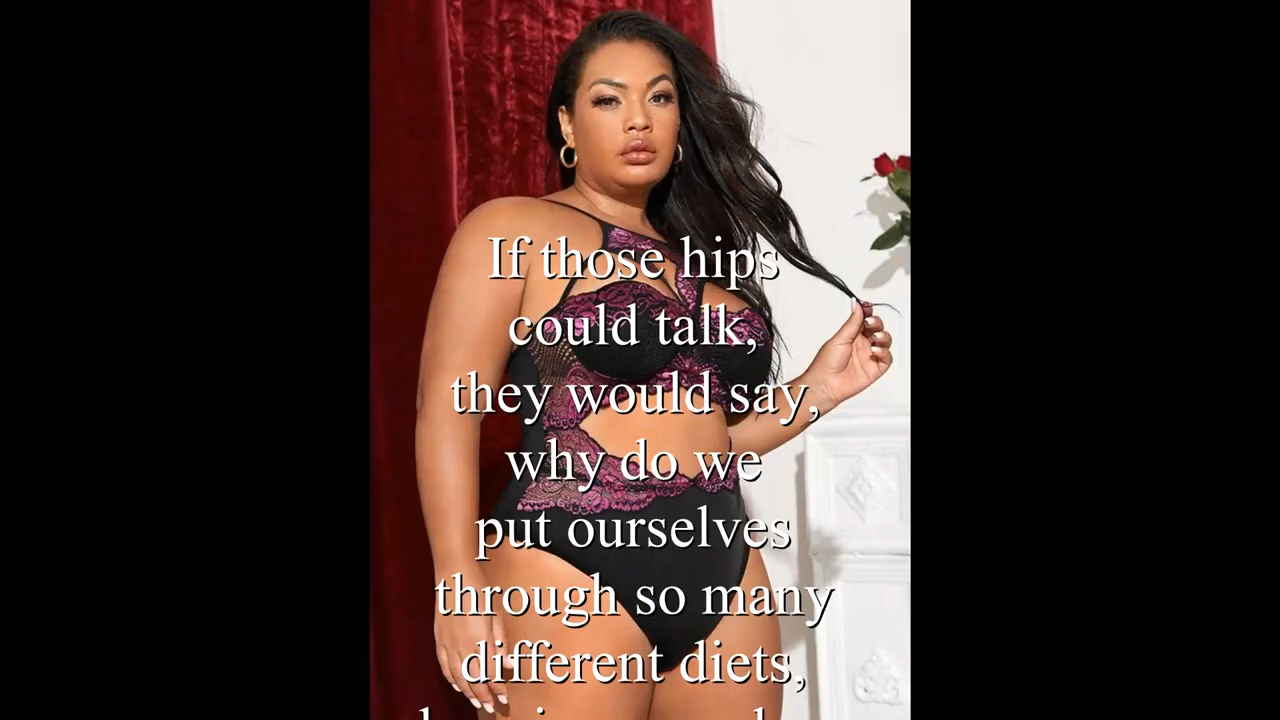 If those hips
could talk,
they would say,
why do we
put ourselves
through so many
different diets,